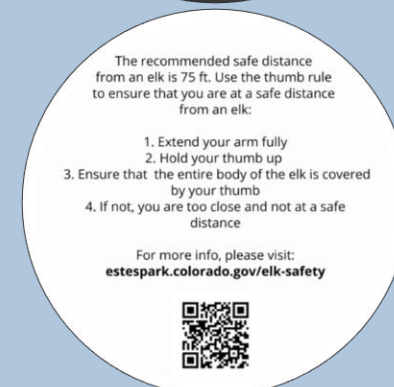 The recommended safe distance
from an elk is 75 ft. Use the thumb rule
to ensure that you are at a safe distance
from an elk:
1. Extend your arm fully
2. Hold your thumb up
3. Ensure that the entire body of the elk is covered
by your thumb
4. If not, you are too close and not at a safe
distance
For more info, please visit:
estespark.colorado.gov/elk-safety